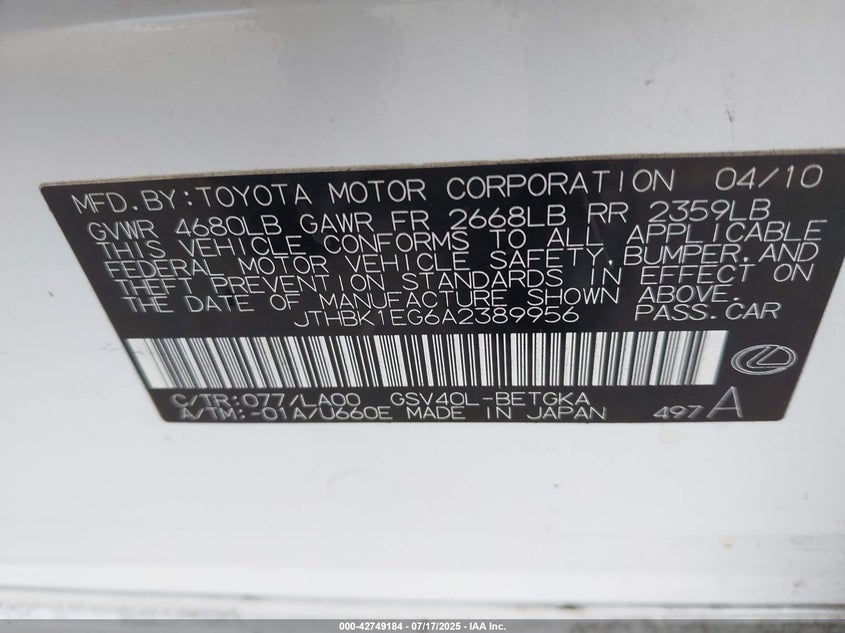 MFD.BY:TOYOTA MOTOR CORPORATION 04/10
GVWR 4680LB GAWR FR 2668LB RR 2359LB
THIS VEHICLE CONFORMS TO ALL APPLICABLE
FEDERAL MOTOR VEHICLE SAFETY,BUMPER,AND
THEFT PREVENTION STANDARDS IN EFFECT ON
THE DATE OF MANUFACTURE SHOWN ABOVE.
JTHBK1EG6A2389956 PASS.CAR
C/TR:077/LA00 GSV40L-BETGKA
A/TM:-01A/U660E MADE IN JAPAN 497A
000-42749184 - 07/17/2025 - IAA Inc.